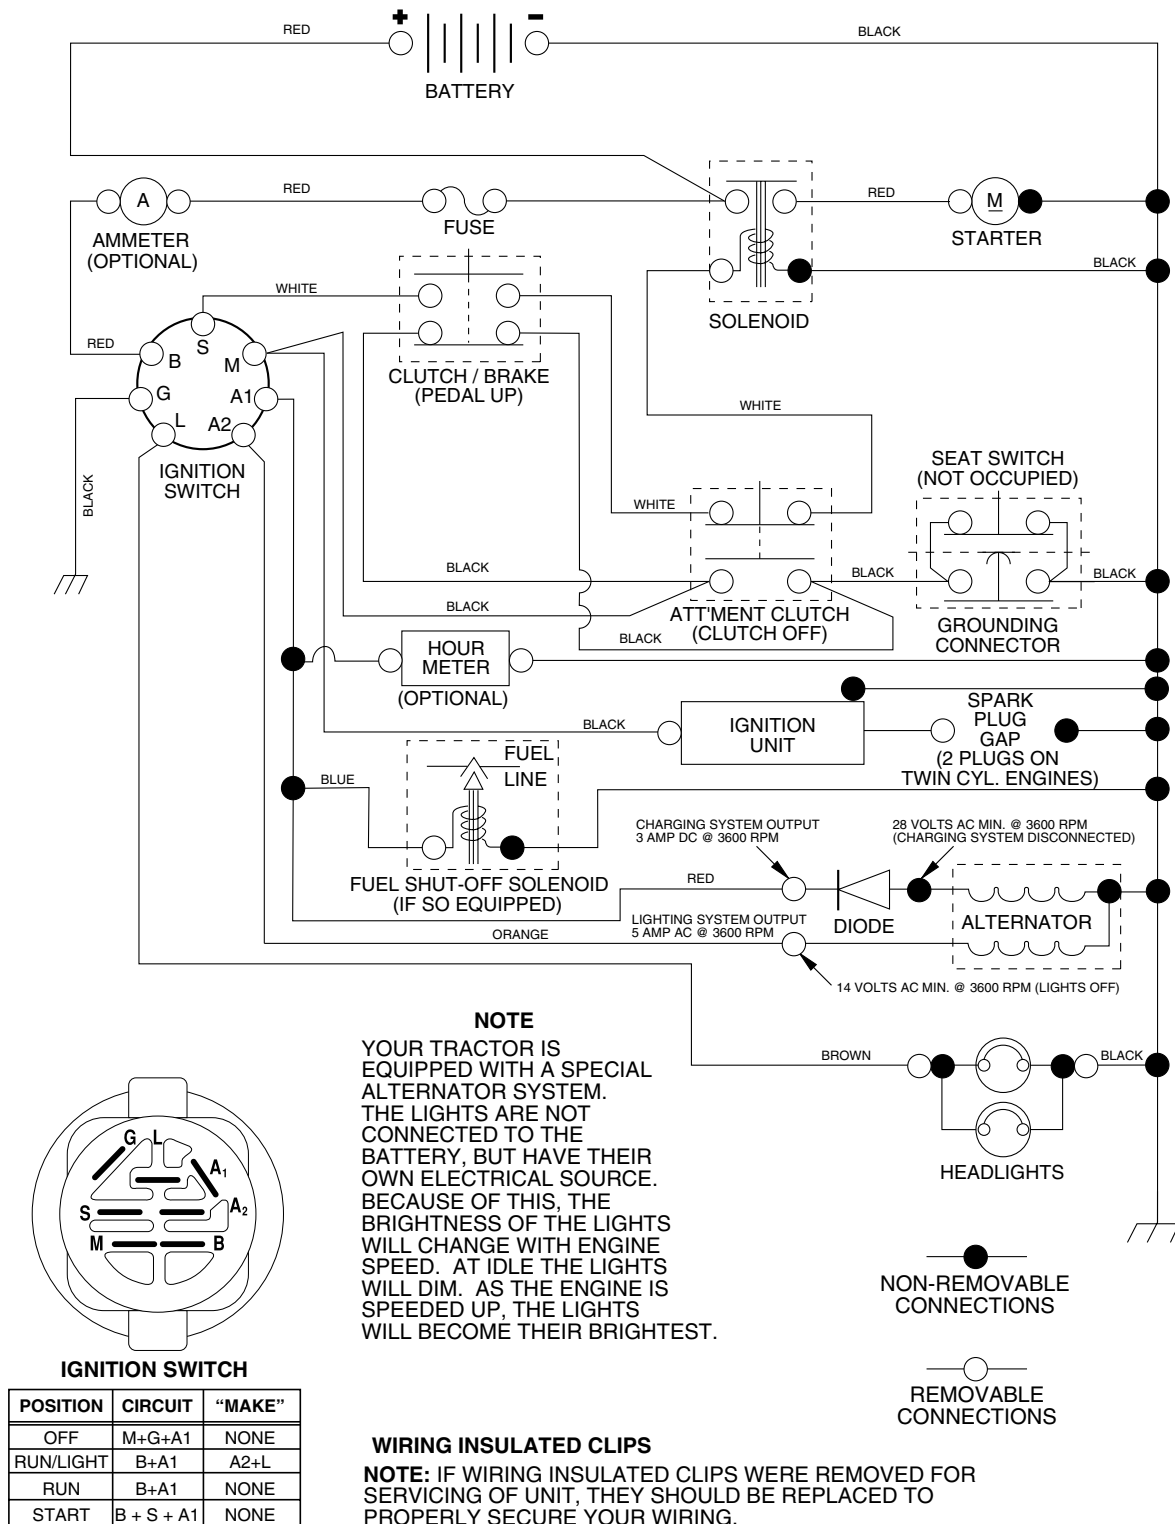 RED
+
-
BLACK
BATTERY
A
RED
FUSE
RED
M
STARTER
AMMETER
(OPTIONAL)
BLACK
SOLENOID
WHITE
RED
S
B
M
G
A1
L
A2
CLUTCH / BRAKE
(PEDAL UP)
IGNITION
SWITCH
BLACK
WHITE
SEAT SWITCH
(NOT OCCUPIED)
WHITE
BLACK
BLACK
BLACK
BLACK
ATT'MENT CLUTCH
(CLUTCH OFF)
BLACK
GROUNDING
CONNECTOR
HOUR
METER
(OPTIONAL)
BLACK
IGNITION
UNIT
SPARK
PLUG
GAP
(2 PLUGS ON
TWIN CYL. ENGINES)
FUEL
LINE
BLUE
FUEL SHUT-OFF SOLENOID
(IF SO EQUIPPED)
CHARGING SYSTEM OUTPUT
3 AMP DC @ 3600 RPM
28 VOLTS AC MIN. @ 3600 RPM
(CHARGING SYSTEM DISCONNECTED)
RED
DIODE
ALTERNATOR
LIGHTING SYSTEM OUTPUT
5 AMP AC @ 3600 RPM
ORANGE
14 VOLTS AC MIN. @ 3600 RPM (LIGHTS OFF)
NOTE
YOUR TRACTOR IS
EQUIPPED WITH A SPECIAL
ALTERNATOR SYSTEM.
THE LIGHTS ARE NOT
CONNECTED TO THE
BATTERY, BUT HAVE THEIR
OWN ELECTRICAL SOURCE.
BECAUSE OF THIS, THE
BRIGHTNESS OF THE LIGHTS
WILL CHANGE WITH ENGINE
SPEED. AT IDLE THE LIGHTS
WILL DIM. AS THE ENGINE IS
SPEEDED UP, THE LIGHTS
WILL BECOME THEIR BRIGHTEST.
BROWN
BLACK
HEADLIGHTS
NON-REMOVABLE
CONNECTIONS
REMOVABLE
CONNECTIONS
G L
A1
S
A2
M
B
IGNITION SWITCH
POSITION CIRCUIT “MAKE”
OFF M+G+A1 NONE
RUN/LIGHT B+A1 A2+L
RUN B+A1 NONE
START B + S + A1 NONE
WIRING INSULATED CLIPS
NOTE: IF WIRING INSULATED CLIPS WERE REMOVED FOR
SERVICING OF UNIT, THEY SHOULD BE REPLACED TO
PROPERLY SECURE YOUR WIRING.